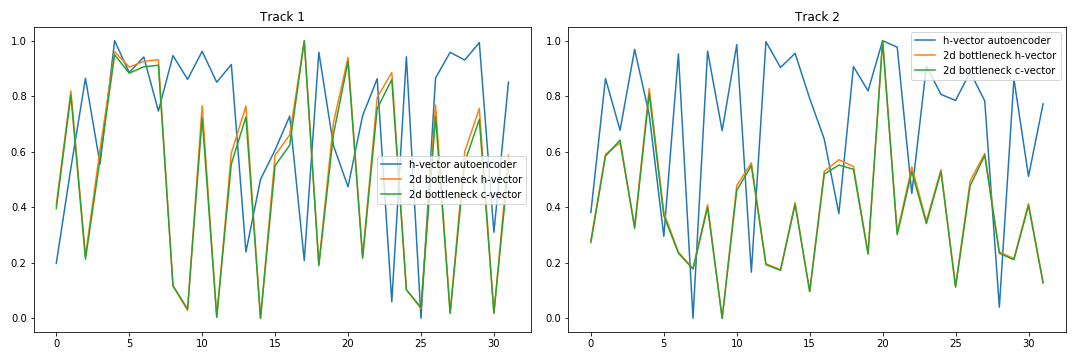 Track 1
1.0
0.8
0.6
0.4
0.2
0.0
0 5 10 15 20 25 30
h-vector autoencoder
2d bottleneck h-vector
2d bottleneck c-vector
Track 2
1.0
0.8
0.6
0.4
0.2
0.0
0 5 10 15 20 25 30
h-vector autoencoder
2d bottleneck h-vector
2d bottleneck c-vector